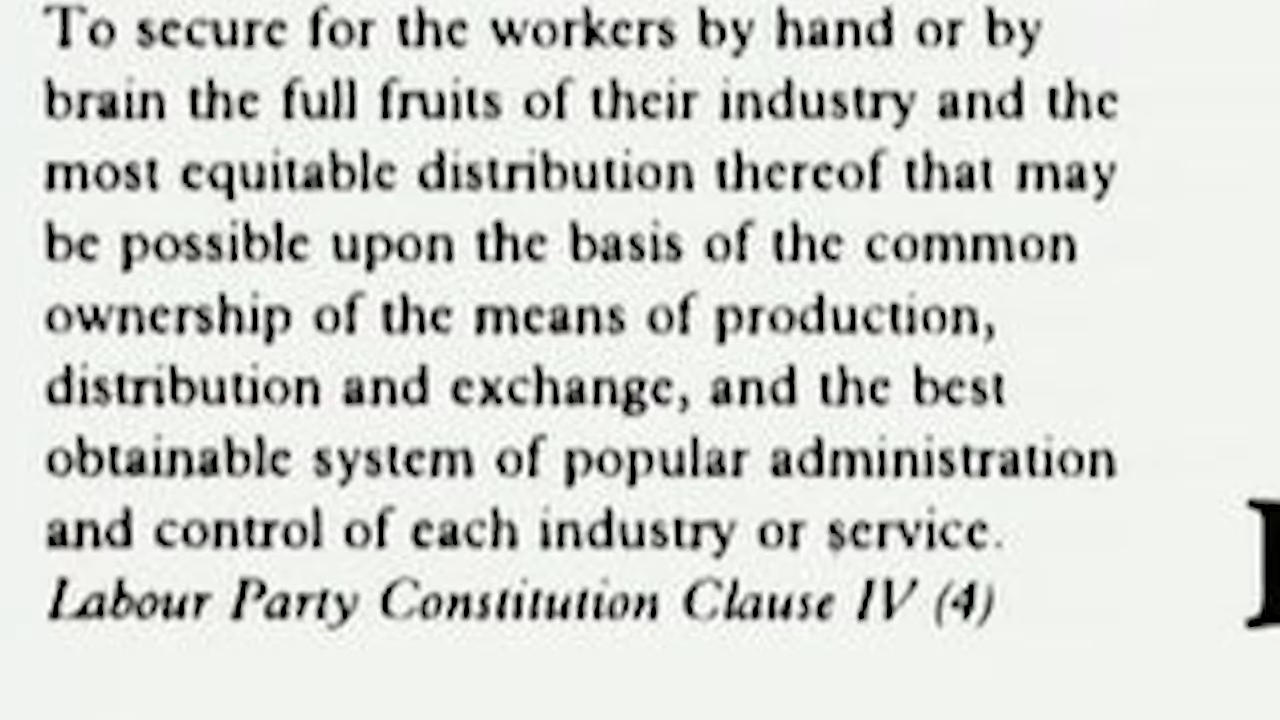 To secure for the workers by hand or by
brain the full fruits of their industry and the
most equitable distribution thereof that may
be possible upon the basis of the common
ownership of the means of production,
distribution and exchange, and the best
obtainable system of popular administration
and control of each industry or service.
Labour Party Constitution Clause IV (4)